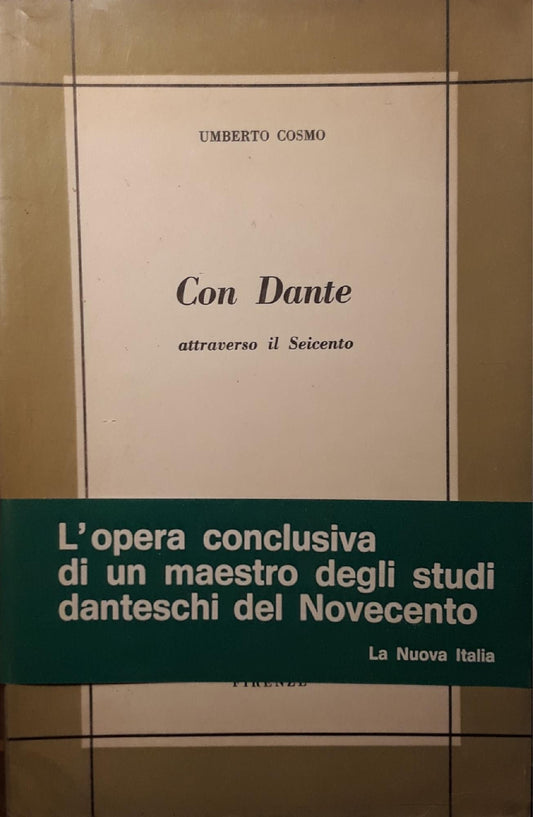 UMBERTO COSMO
Con Dante
attraverso il Seicento
L'opera conclusiva
di un maestro degli studi
danteschi del Novecento
La Nuova Italia
FIRENZE